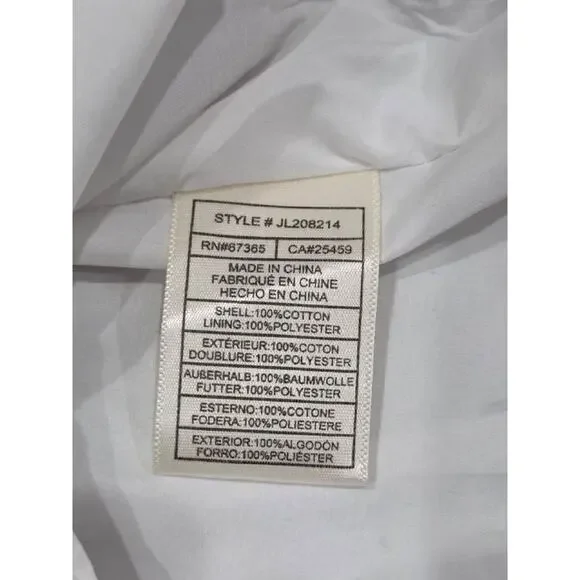 STYLE # JL208214
RN#67365 CA#25459
MADE IN CHINA
FABRIQUÉ EN CHINE
HECHO EN CHINA
SHELL:100%COTTON
LINING:100%POLYESTER
EXTÉRIEUR:100%COTON
DOUBLURE:100%POLYESTER
AUßERHALB:100%BAUMWOLLE
FUTTER:100%POLYESTER
ESTERNO:100%COTONE
FODERA:100%POLIESTERE
EXTERIOR:100%ALGODÓN
FORRO:100%POLIÉSTER